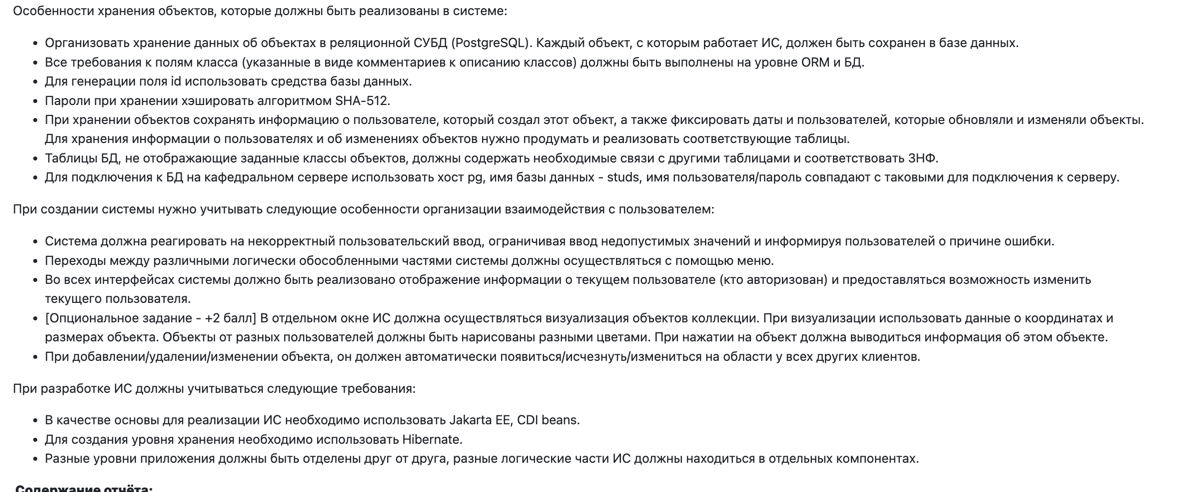 Особенности хранения объектов, которые должны быть реализованы в системе:
• Организовать хранение данных об объектах в реляционной СУБД (PostgreSQL). Каждый объект, с которым работает ИС, должен быть сохранен в базе данных.
• Все требования к полям класса (указанные в виде комментариев к описанию классов) должны быть выполнены на уровне ORM и БД.
• Для генерации поля id использовать средства базы данных.
• Пароли при хранении хэшировать алгоритмом SHA-512.
• При хранении объектов сохранять информацию о пользователе, который создал этот объект, а также фиксировать даты и пользователей, которые обновляли и изменяли объекты.
Для хранения информации о пользователях и об изменениях объектов нужно продумать и реализовать соответствующие таблицы.
• Таблицы БД, не отображающие заданные классы объектов, должны содержать необходимые связи с другими таблицами и соответствовать 3НФ.
• Для подключения к БД на кафедральном сервере использовать хост pg, имя базы данных - studs, имя пользователя/пароль совпадают с таковыми для подключения к серверу.
При создании системы нужно учитывать следующие особенности организации взаимодействия с пользователем:
• Система должна реагировать на некорректный пользовательский ввод, ограничивая ввод недопустимых значений и информируя пользователей о причине ошибки.
• Переходы между различными логически обособленными частями системы должны осуществляться с помощью меню.
• Во всех интерфейсах системы должно быть реализовано отображение информации о текущем пользователе (кто авторизован) и предоставляться возможность изменить
текущего пользователя.
• [Опциональное задание - +2 балл] В отдельном окне ИС должна осуществляться визуализация объектов коллекции. При визуализации использовать данные о координатах и
размерах объекта. Объекты от разных пользователей должны быть нарисованы разными цветами. При нажатии на объект должна выводиться информация об этом объекте.
• При добавлении/удалении/изменении объекта, он должен автоматически появиться/исчезнуть/измениться на области у всех других клиентов.
При разработке ИС должны учитываться следующие требования:
• В качестве основы для реализации ИС необходимо использовать Jakarta EE, CDI beans.
• Для создания уровня хранения необходимо использовать Hibernate.
• Разные уровни приложения должны быть отделены друг от друга, разные логические части ИС должны находиться в отдельных компонентах.
Содержание отчёта: